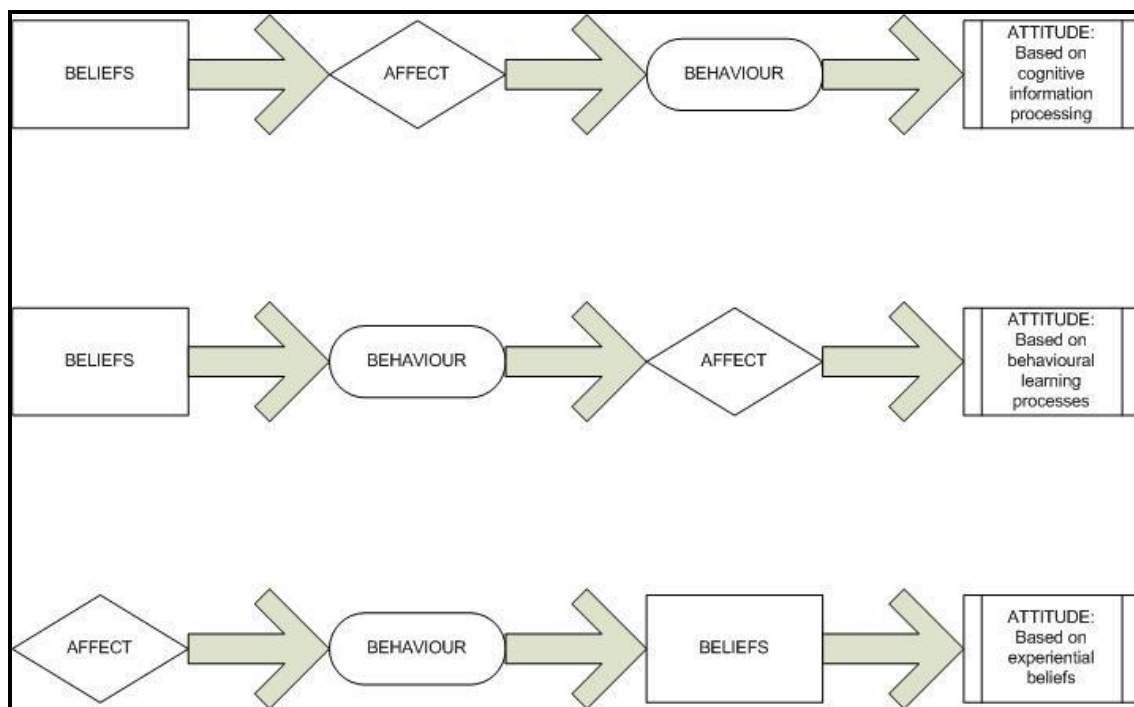 BELIEFS
AFFECT
BEHAVIOUR
ATTITUDE:
Based on
cognitive
information
processing
BELIEFS
BEHAVIOUR
AFFECT
ATTITUDE:
Based on
behavioural
learning
processes
AFFECT
BEHAVIOUR
BELIEFS
ATTITUDE:
Based on
experiential
beliefs